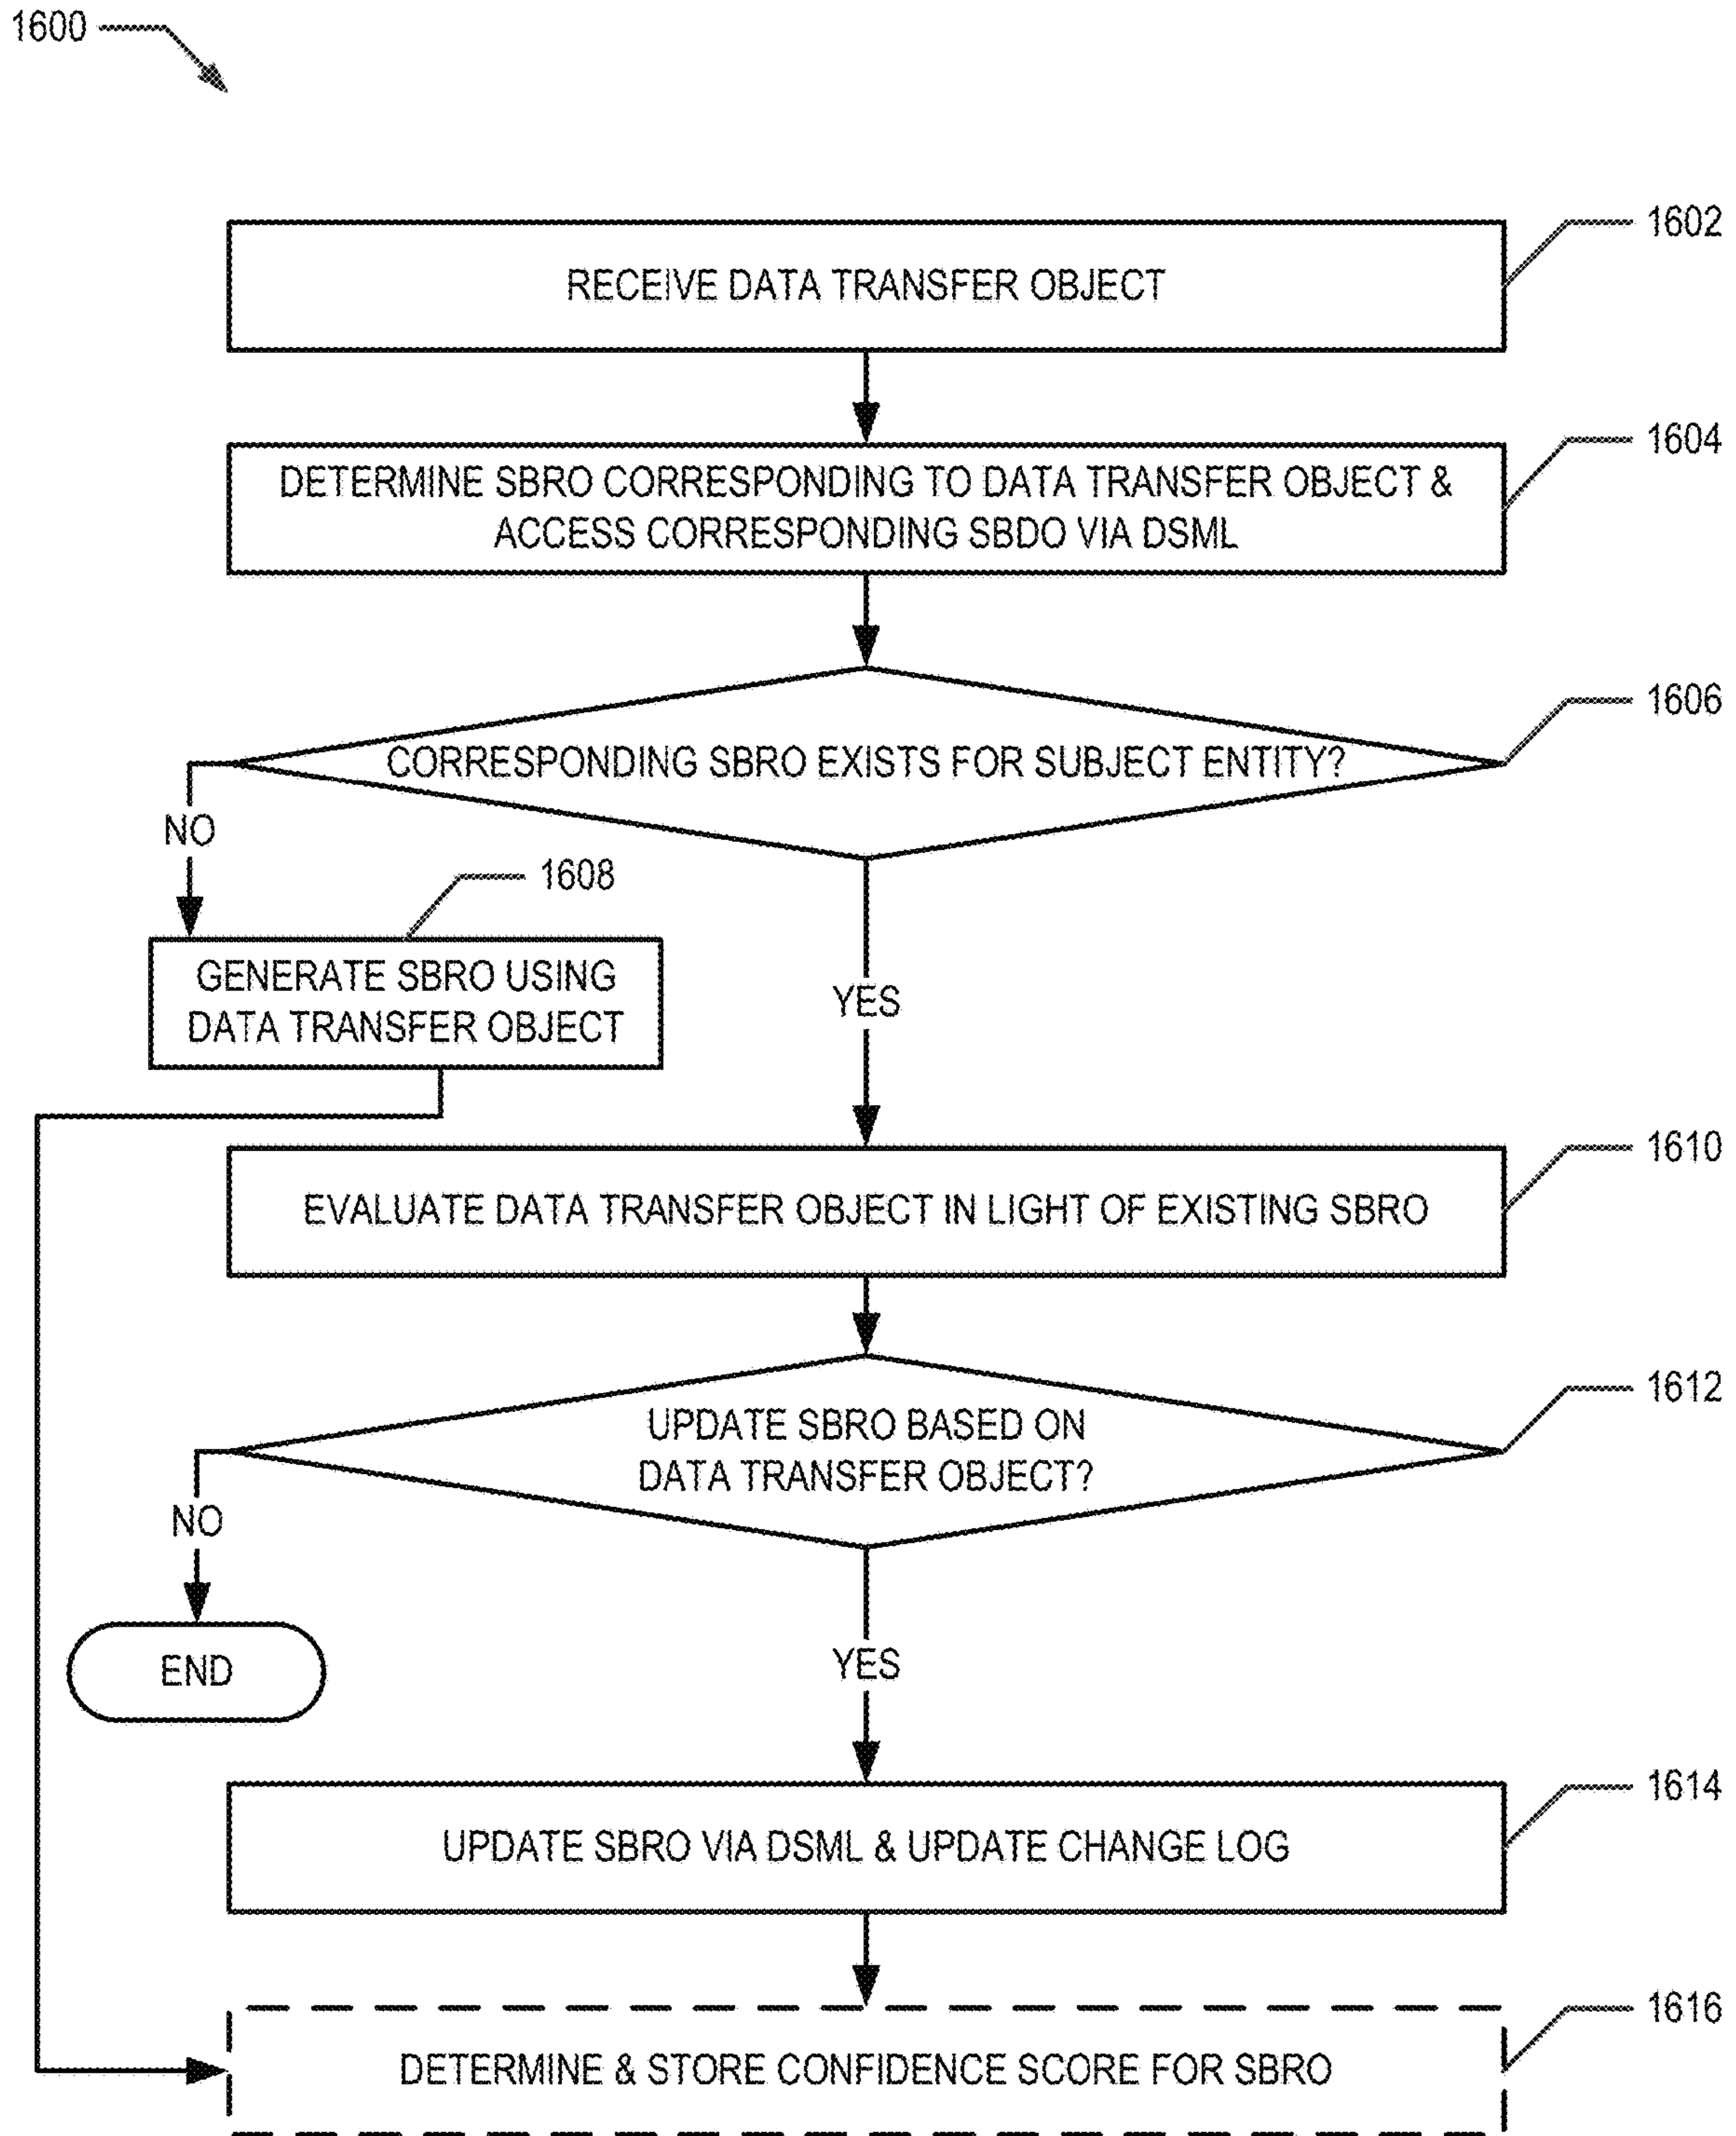 1600
1602
RECEIVE DATA TRANSFER OBJECT
1604
DETERMINE SBRO CORRESPONDING TO DATA TRANSFER OBJECT &
ACCESS CORRESPONDING SBDO VIA DSML
1606
CORRESPONDING SBRO EXISTS FOR SUBJECT ENTITY?
NO
1608
GENERATE SBRO USING
DATA TRANSFER OBJECT
YES
1610
EVALUATE DATA TRANSFER OBJECT IN LIGHT OF EXISTING SBRO
1612
UPDATE SBRO BASED ON
DATA TRANSFER OBJECT?
NO
END
YES
1614
UPDATE SBRO VIA DSML & UPDATE CHANGE LOG
1616
DETERMINE & STORE CONFIDENCE SCORE FOR SBRO